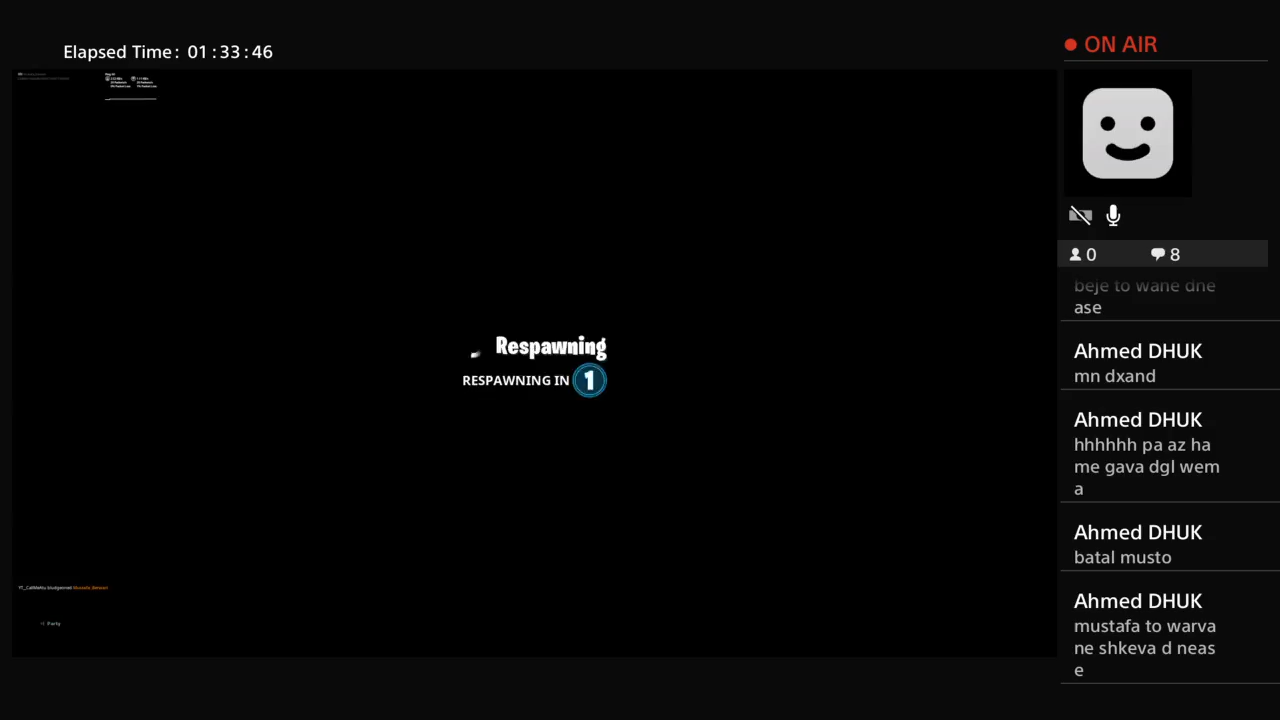 Elapsed Time: 01:33:46
ON AIR
0 8
beje to wane dne
ase
Ahmed DHUK
mn dxand
Ahmed DHUK
hhhhhh pa az ha
me gava dgl wem
a
Ahmed DHUK
batal musto
Ahmed DHUK
mustafa to warva
ne shkeva d neas
e
Respawning
RESPAWNING IN 1
Party